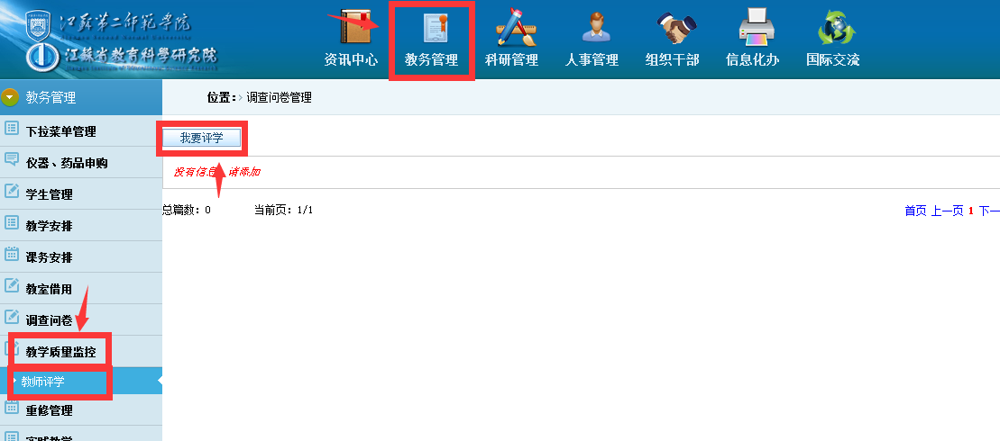 江苏第二师范学院
江蘇省教育科學研究院
资讯中心 教务管理 科研管理 人事管理 组织干部 信息化办 国际交流
教务管理
位置： 调查问卷管理
下拉菜单管理
仪器、药品申购
学生管理
教学安排
课务安排
教室借用
调查问卷
教学质量监控
教师评学
重修管理
实践教学
我要评学
没有信息 请添加
总篇数：0 当前页：1/1
首页 上一页 1 下一